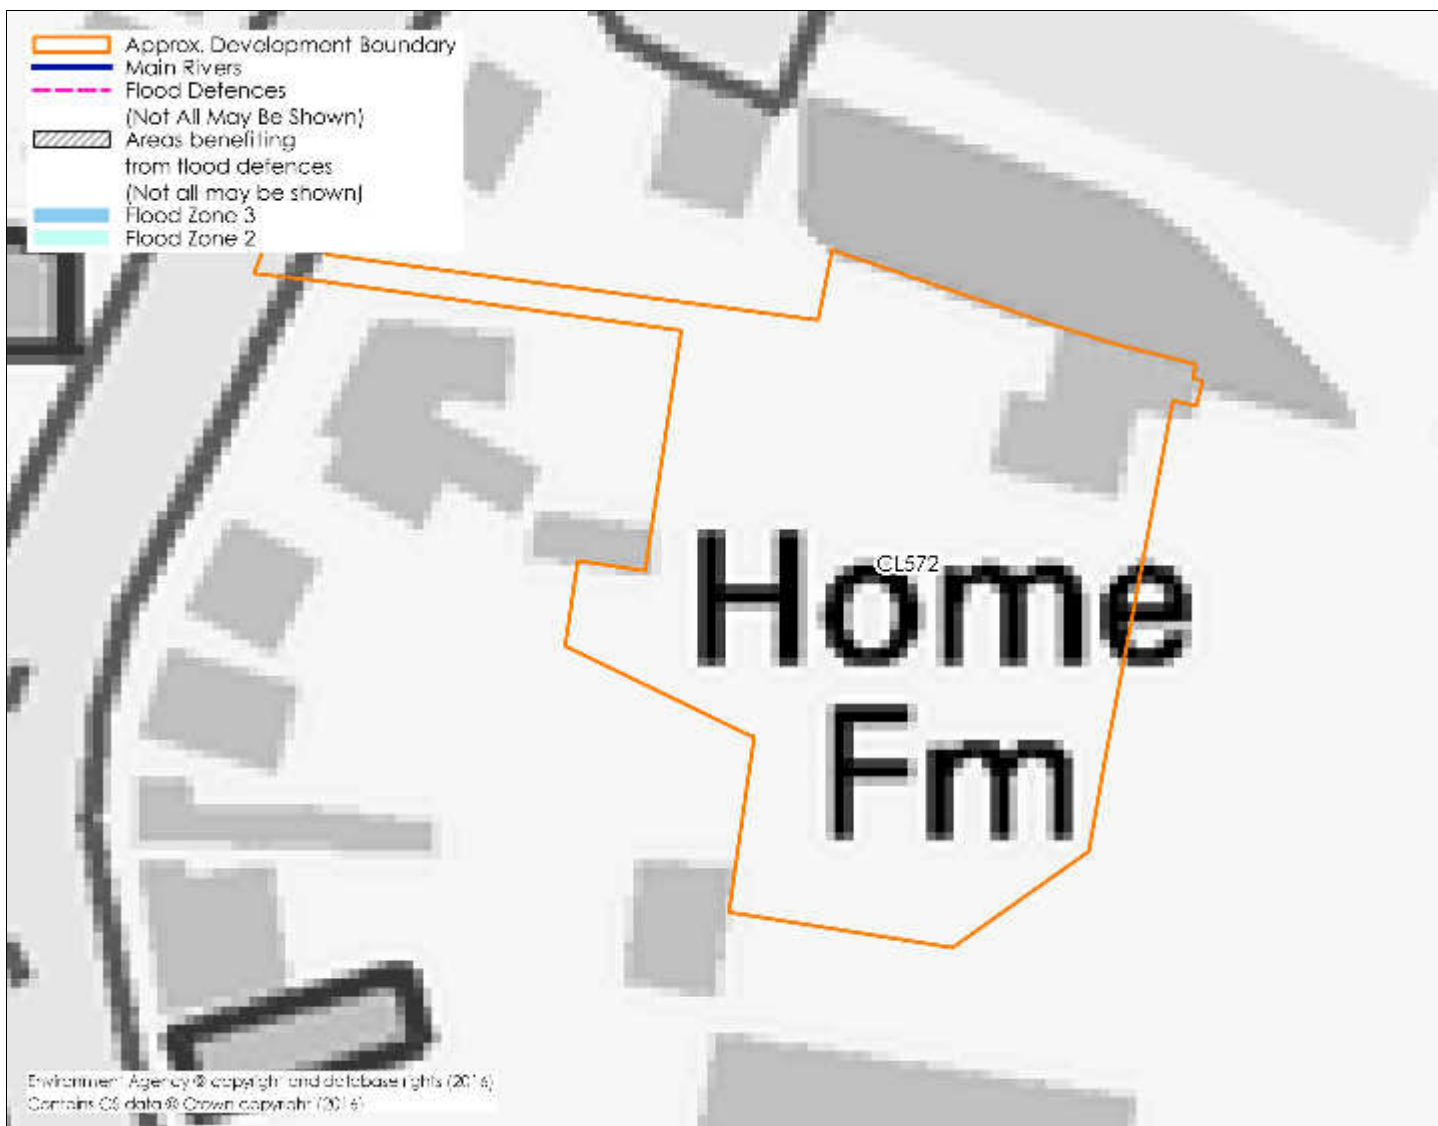 Approx. Development Boundary
Main Rivers
Flood Defences
(Not All May Be Shown)
Areas benefiting
from flood defences
(Not all may be shown)
Flood Zone 3
Flood Zone 2
CL572
Home
Fm
Environment Agency © copyright and database rights (2016)
Contains OS data © Crown copyright (2016)